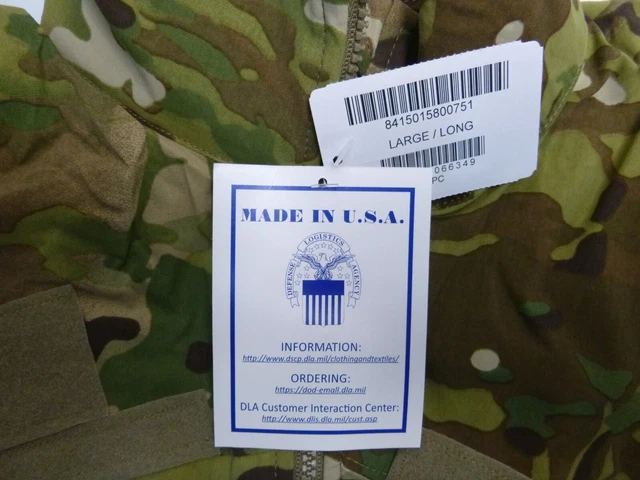 8415015800751
LARGE / LONG
066349
PC
MADE IN U.S.A.
DEFENSE LOGISTICS AGENCY
INFORMATION:
http://www.dscp.dla.mil/clothingandtextiles/
ORDERING:
https://dod-emall.dla.mil
DLA Customer Interaction Center:
http://www.dlis.dla.mil/cust.asp